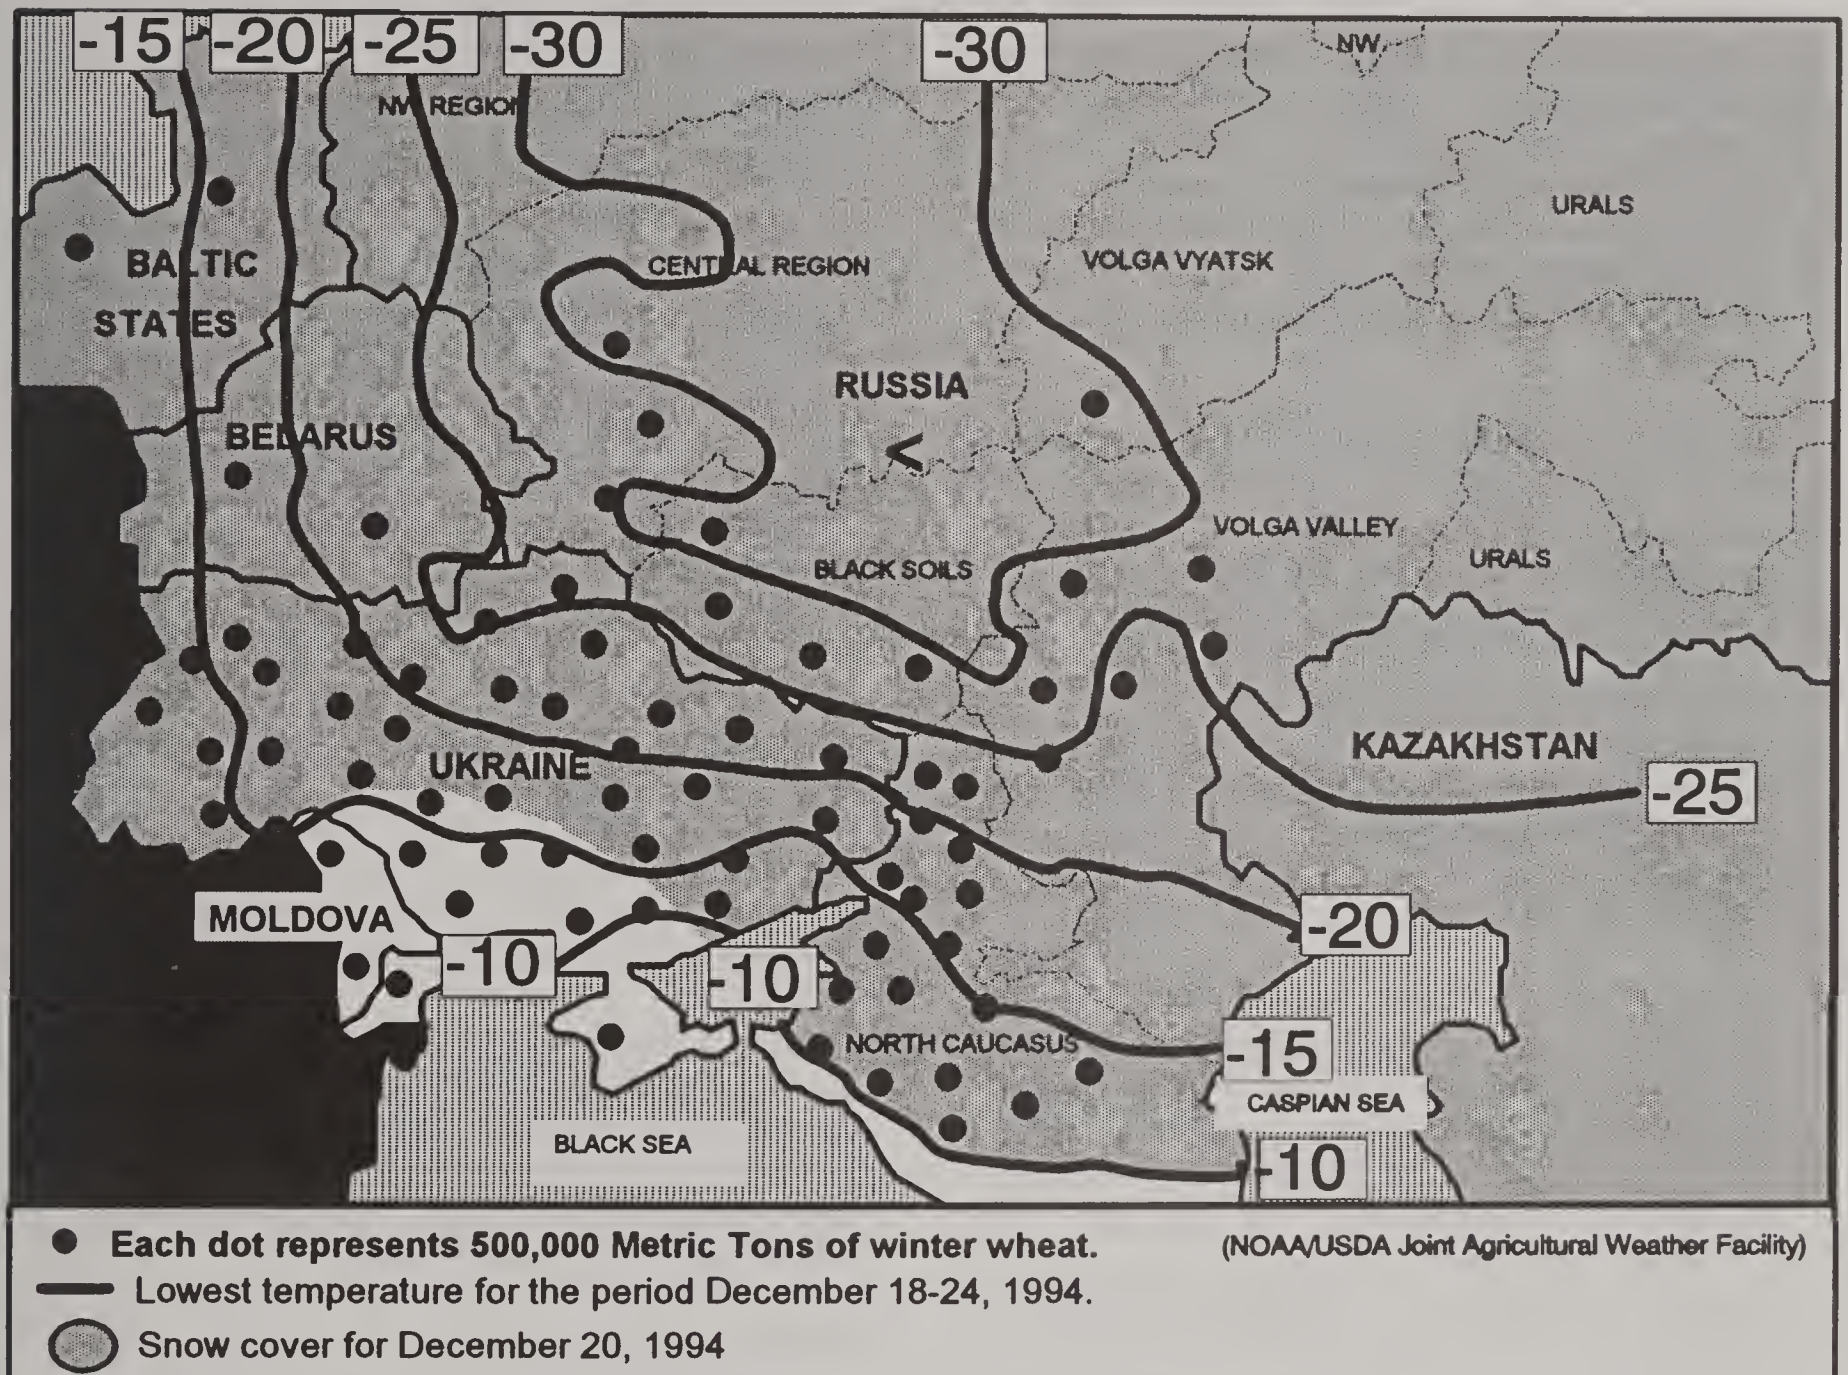 -15 -20 -25 -30 -30
NW
NW REGION
URALS
BALTIC
STATES
CENTRAL REGION
VOLGA VYATSK
RUSSIA
<
BELARUS
VOLGA VALLEY
BLACK SOILS
URALS
UKRAINE
KAZAKHSTAN
-25
MOLDOVA
-20
-10
-10
NORTH CAUCASUS
-15
CASPIAN SEA
BLACK SEA
-10
Each dot represents 500,000 Metric Tons of winter wheat.
(NOAA/USDA Joint Agricultural Weather Facility)
Lowest temperature for the period December 18-24, 1994.
Snow cover for December 20, 1994